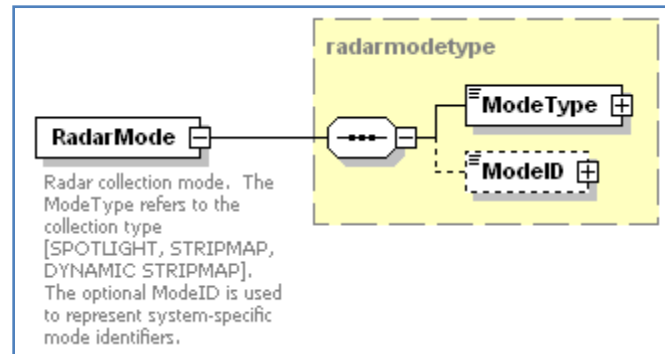 radarmodetype
ModeType
RadarMode
ModeID
Radar collection mode.  The
ModeType refers to the
collection type
[SPOTLIGHT, STRIPMAP,
DYNAMIC STRIPMAP].
The optional ModeID is used
to represent system-specific
mode identifiers.